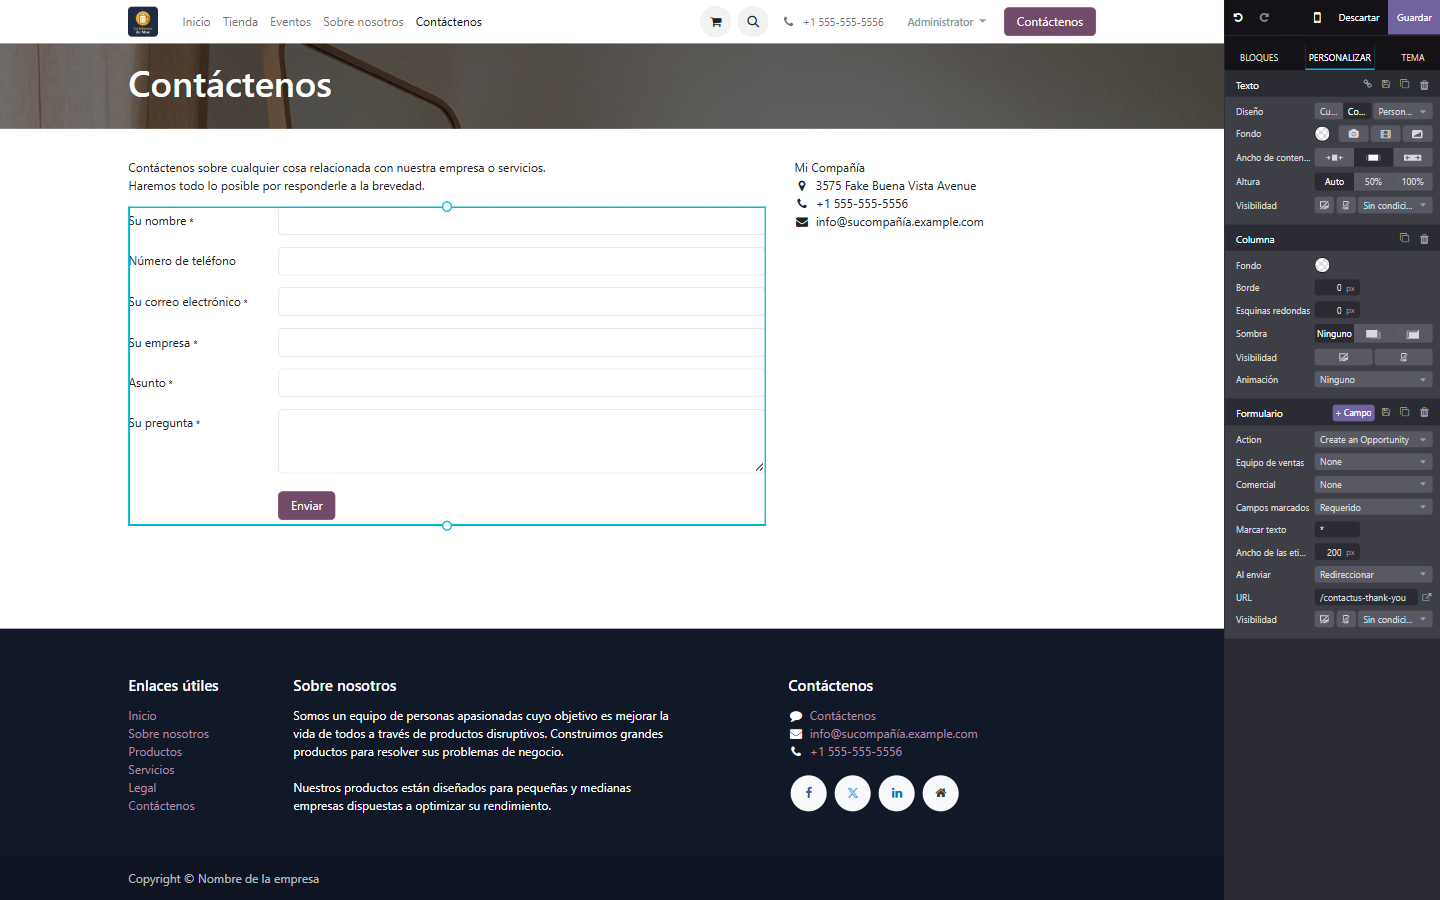 Inicio
Tienda
Eventos
Sobre nosotros
Contáctenos
+1 555-555-5556
Administrator
Contáctenos
Descartar
Guardar
BLOQUES
PERSONALIZAR
TEMA
Contáctenos
Contáctenos sobre cualquier cosa relacionada con nuestra empresa o servicios.
Haremos todo lo posible por responderle a la brevedad.
Su nombre *
Número de teléfono
Su correo electrónico *
Su empresa *
Asunto *
Su pregunta *
Enviar
Mi Compañía
3575 Fake Buena Vista Avenue
+1 555-555-5556
info@sucompañía.example.com
Texto
Diseño Cu... Co... Person...
Fondo
Ancho de conten...
Altura Auto 50% 100%
Visibilidad Sin condici...
Columna
Fondo
Borde 0 px
Esquinas redondas 0 px
Sombra Ninguno
Visibilidad
Animación Ninguno
Formulario + Campo
Action Create an Opportunity
Equipo de ventas None
Comercial None
Campos marcados Requerido
Marcar texto *
Ancho de las eti... 200 px
Al enviar Redireccionar
URL /contactus-thank-you
Visibilidad Sin condici...
Enlaces útiles
Inicio
Sobre nosotros
Productos
Servicios
Legal
Contáctenos
Sobre nosotros
Somos un equipo de personas apasionadas cuyo objetivo es mejorar la
vida de todos a través de productos disruptivos. Construimos grandes
productos para resolver sus problemas de negocio.
Nuestros productos están diseñados para pequeñas y medianas
empresas dispuestas a optimizar su rendimiento.
Contáctenos
Contáctenos
info@sucompañía.example.com
+1 555-555-5556
Copyright © Nombre de la empresa